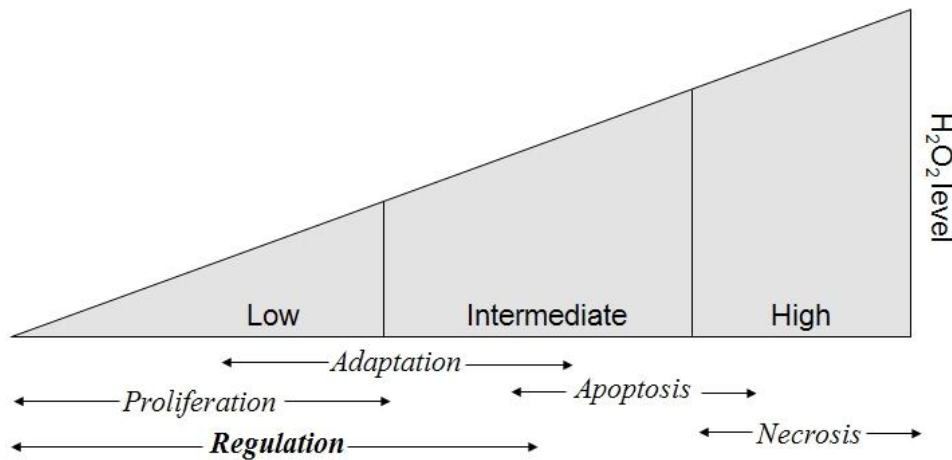 H₂O₂ level
Low
Intermediate
High
Adaptation
Apoptosis
Proliferation
Necrosis
Regulation